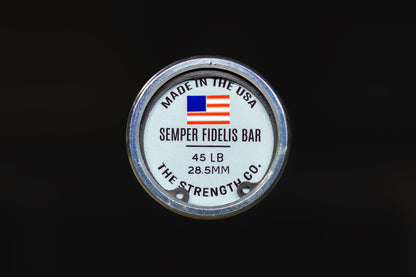 MADE IN THE USA
SEMPER FIDELIS BAR
45 LB
28.5MM
THE STRENGTH CO.